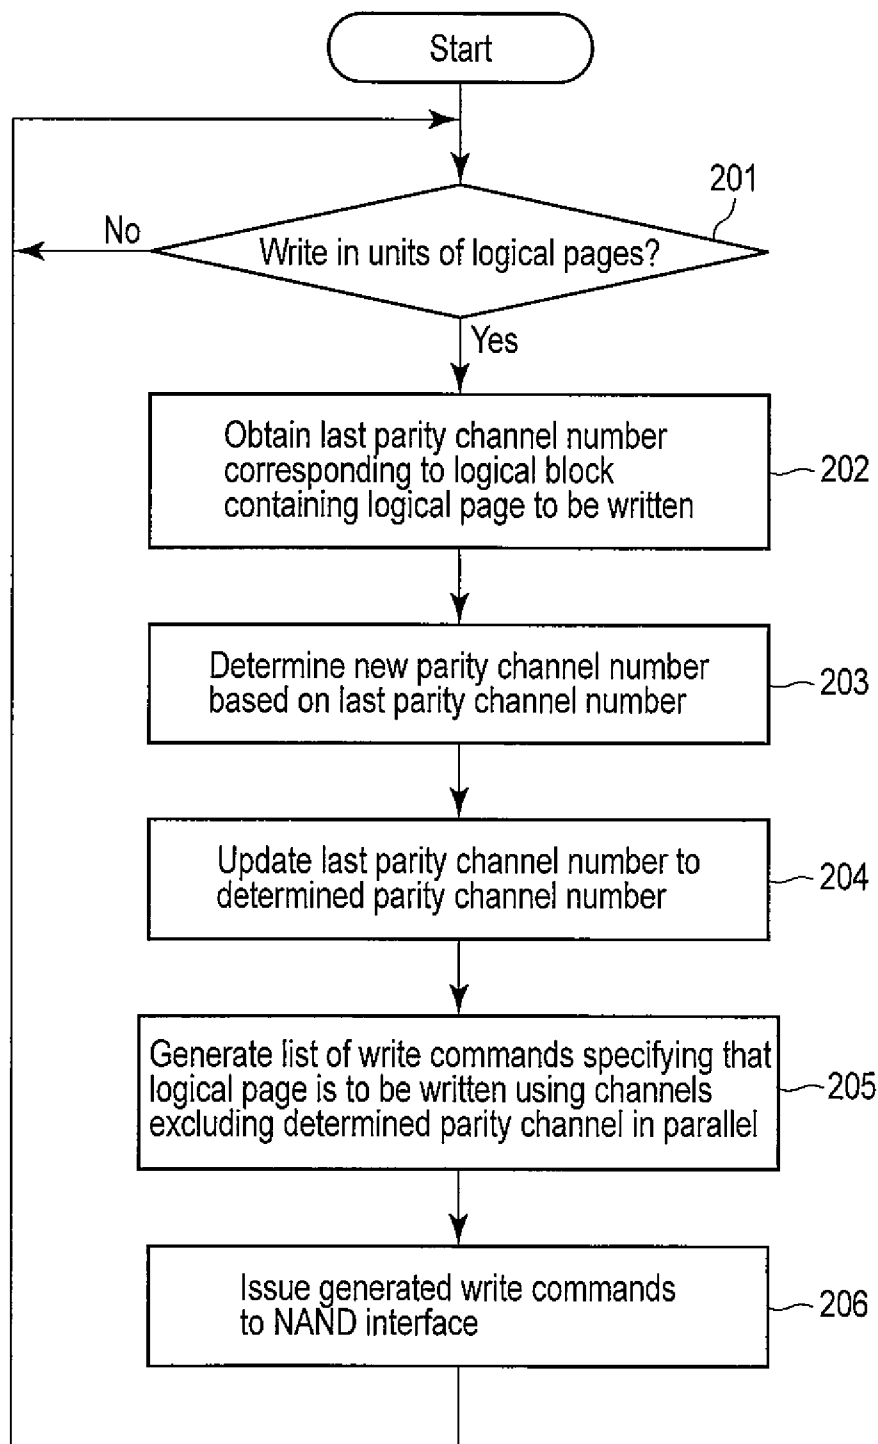 Start
201
No
Write in units of logical pages?
Yes
Obtain last parity channel number
corresponding to logical block
containing logical page to be written
202
Determine new parity channel number
based on last parity channel number
203
Update last parity channel number to
determined parity channel number
204
Generate list of write commands specifying that
logical page is to be written using channels
excluding determined parity channel in parallel
205
Issue generated write commands
to NAND interface
206